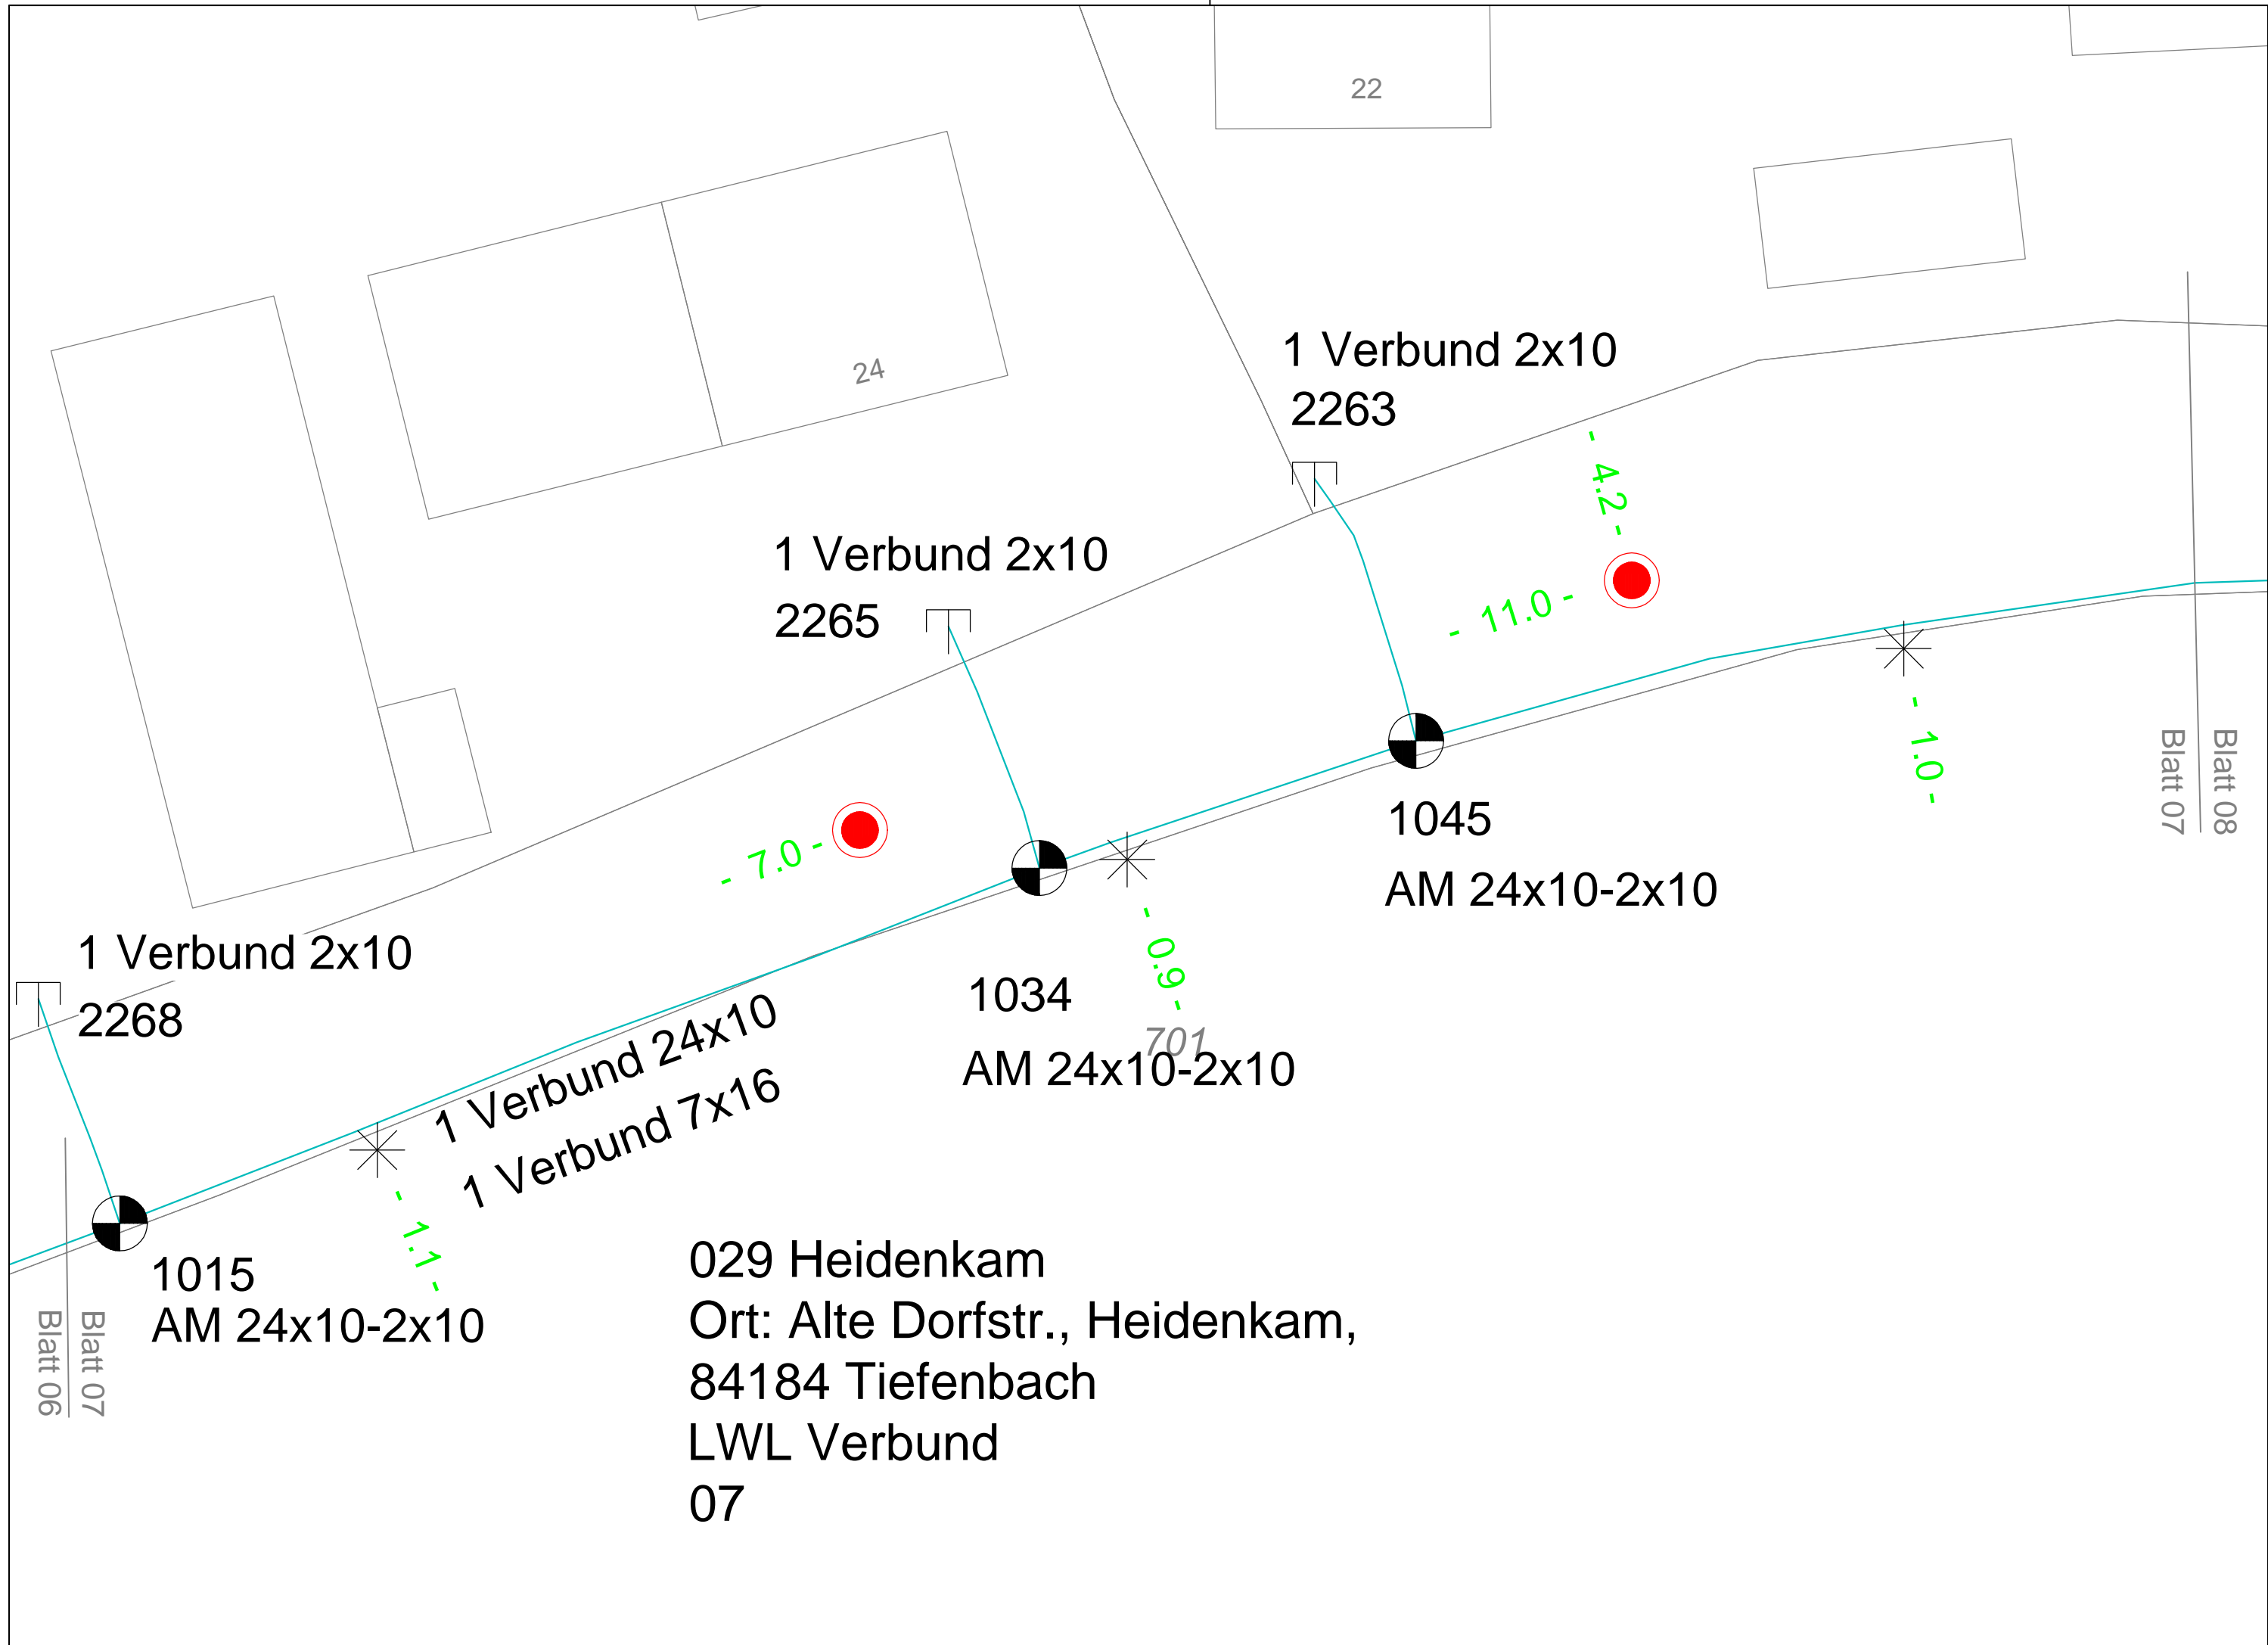 22
24
1 Verbund 2x10
2263
- 4.2 -
1 Verbund 2x10
2265
- 11.0 -
- 1.0 -
Blatt 07
Blatt 08
- 7.0 -
1045
AM 24x10-2x10
1 Verbund 2x10
2268
- 0.9 -
1034
701
AM 24x10-2x10
1 Verbund 24x10
1 Verbund 7x16
- 1.1 -
1015
AM 24x10-2x10
Blatt 06
Blatt 07
029 Heidenkam
Ort: Alte Dorfstr., Heidenkam,
84184 Tiefenbach
LWL Verbund
07